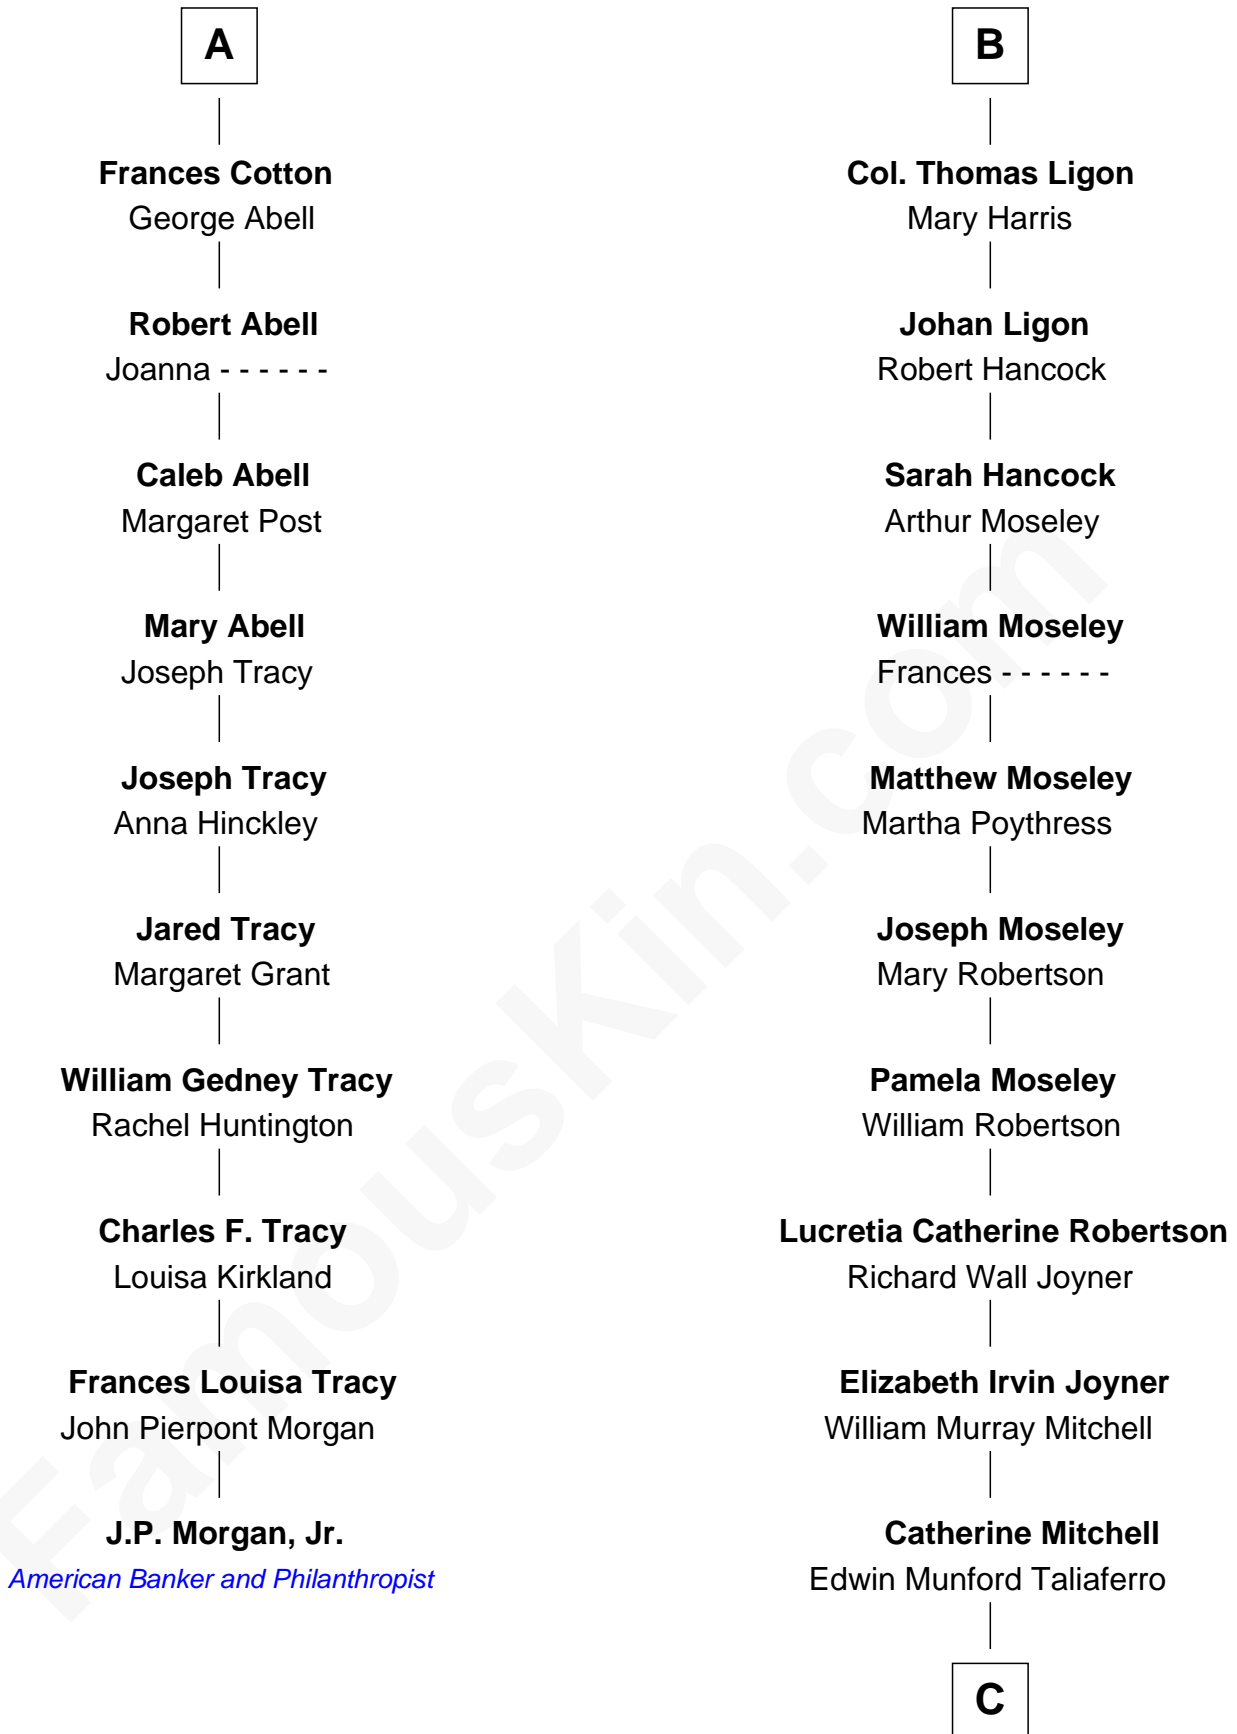 A
Frances Cotton
George Abell
Robert Abell
Joanna - - - - - -
Caleb Abell
Margaret Post
Mary Abell
Joseph Tracy
Joseph Tracy
Anna Hinckley
Jared Tracy
Margaret Grant
William Gedney Tracy
Rachel Huntington
Charles F. Tracy
Louisa Kirkland
Frances Louisa Tracy
John Pierpont Morgan
J.P. Morgan, Jr.
American Banker and Philanthropist
B
Col. Thomas Ligon
Mary Harris
Johan Ligon
Robert Hancock
Sarah Hancock
Arthur Moseley
William Moseley
Frances - - - - - -
Matthew Moseley
Martha Poythress
Joseph Moseley
Mary Robertson
Pamela Moseley
William Robertson
Lucretia Catherine Robertson
Richard Wall Joyner
Elizabeth Irvin Joyner
William Murray Mitchell
Catherine Mitchell
Edwin Munford Taliaferro
C
FamousKin.com